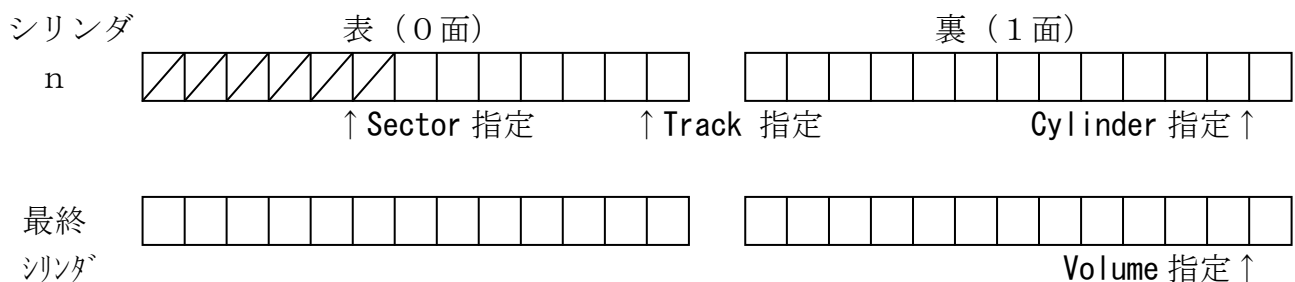 シリンダ 表（０面） 裏（１面）
ｎ
↑Sector 指定 ↑Track 指定 Cylinder 指定↑
最終
ｼﾘﾝﾀﾞ
Volume 指定↑